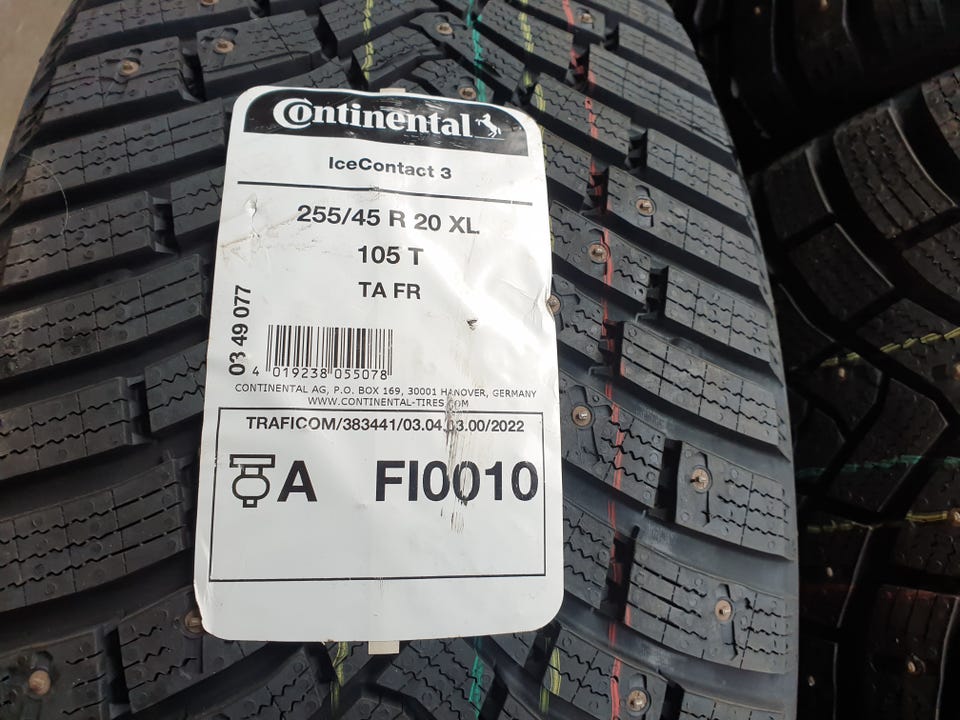 Continental
IceContact 3
255/45 R 20 XL
105 T
TA FR
03 49 077
4 019238 055078
CONTINENTAL AG, P.O. BOX 169, 30001 HANOVER, GERMANY
WWW.CONTINENTAL-TIRES.COM
TRAFICOM/383441/03.04.03.00/2022
A FI0010